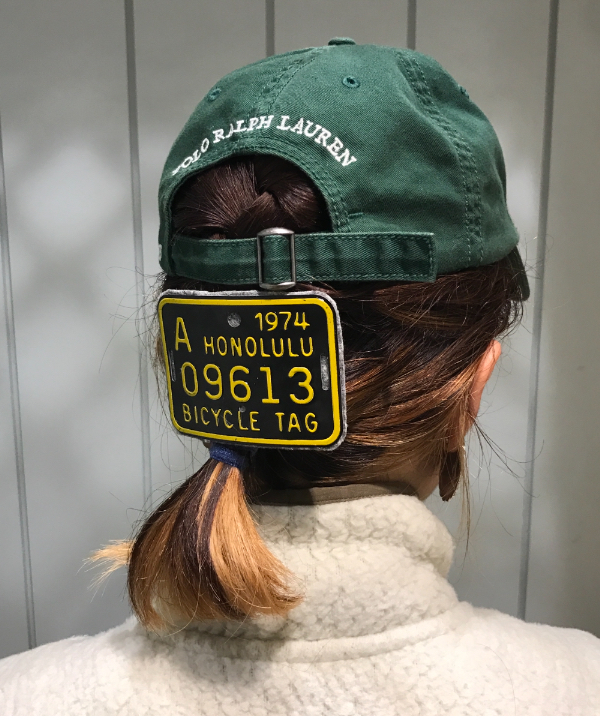 POLO RALPH LAUREN
1974
A HONOLULU
09613
BICYCLE TAG